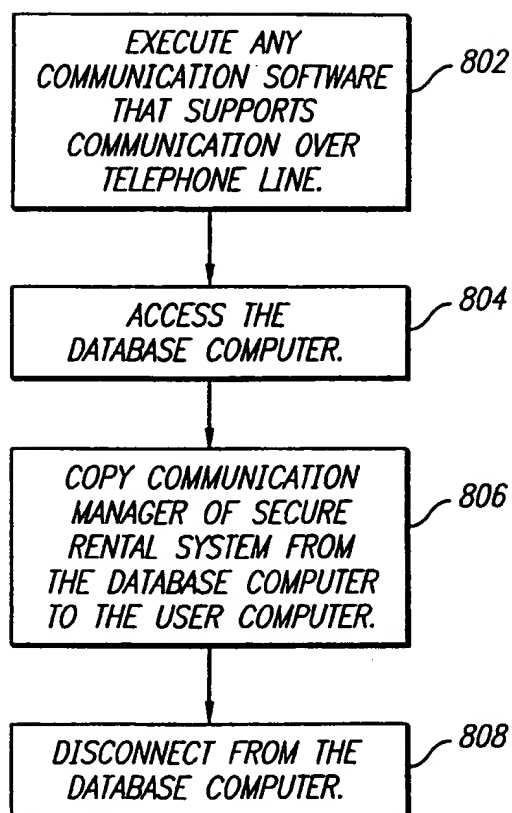 EXECUTE ANY
COMMUNICATION SOFTWARE
THAT SUPPORTS
COMMUNICATION OVER
TELEPHONE LINE.
802
ACCESS THE
DATABASE COMPUTER.
804
COPY COMMUNICATION
MANAGER OF SECURE
RENTAL SYSTEM FROM
THE DATABASE COMPUTER
TO THE USER COMPUTER.
806
DISCONNECT FROM THE
DATABASE COMPUTER.
808